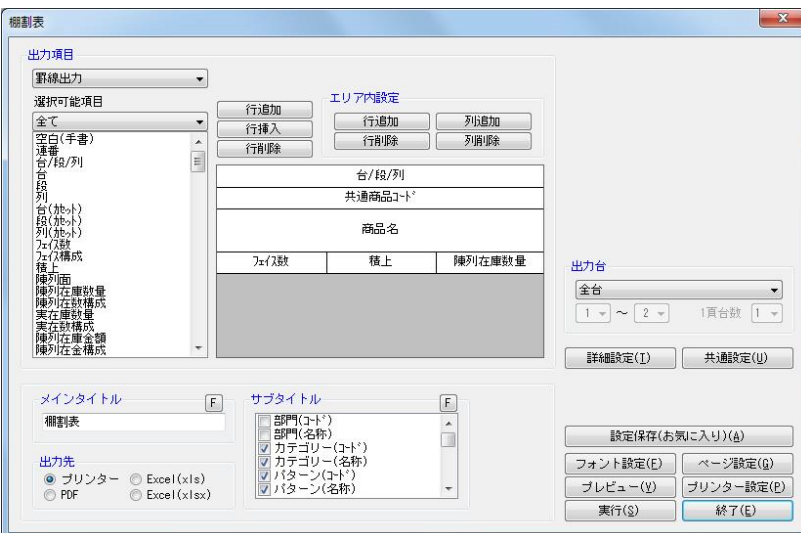 棚割表
出力項目
罫線出力
選択可能項目
全て
空白(手書)
連番
台/段/列
台
段
列
台(ｶｾｯﾄ)
段(ｶｾｯﾄ)
列(ｶｾｯﾄ)
ﾌｪｲｽ数
ﾌｪｲｽ構成
積上
陳列面
陳列在庫数量
陳列在数構成
実在庫数量
実在数構成
陳列在庫金額
陳列在金構成
行追加
行挿入
行削除
エリア内設定
行追加 列追加
行削除 列削除
台/段/列
共通商品ｺｰﾄﾞ
商品名
ﾌｪｲｽ数 積上 陳列在庫数量
出力台
全台
1 ～ 2 1頁台数 1
詳細設定(T) 共通設定(U)
メインタイトル F
棚割表
出力先
プリンター Excel(xls)
PDF Excel(xlsx)
サブタイトル F
部門(ｺｰﾄﾞ)
部門(名称)
カテゴリー(ｺｰﾄﾞ)
カテゴリー(名称)
パターン(ｺｰﾄﾞ)
パターン(名称)
設定保存(お気に入り)(A)
フォント設定(F) ページ設定(G)
プレビュー(V) プリンター設定(P)
実行(S) 終了(E)